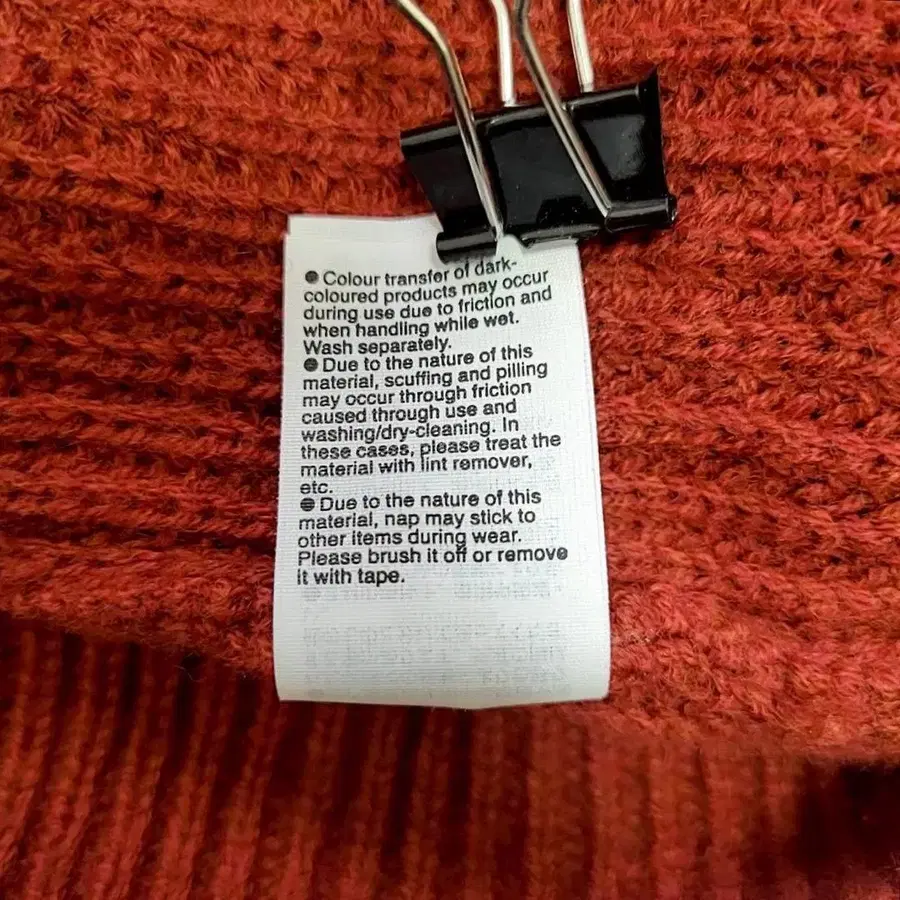 ● Colour transfer of dark-
coloured products may occur
during use due to friction and
when handling while wet.
Wash separately.
● Due to the nature of this
material, scuffing and pilling
may occur through friction
caused through use and
washing/dry-cleaning. In
these cases, please treat the
material with lint remover,
etc.
● Due to the nature of this
material, nap may stick to
other items during wear.
Please brush it off or remove
it with tape.